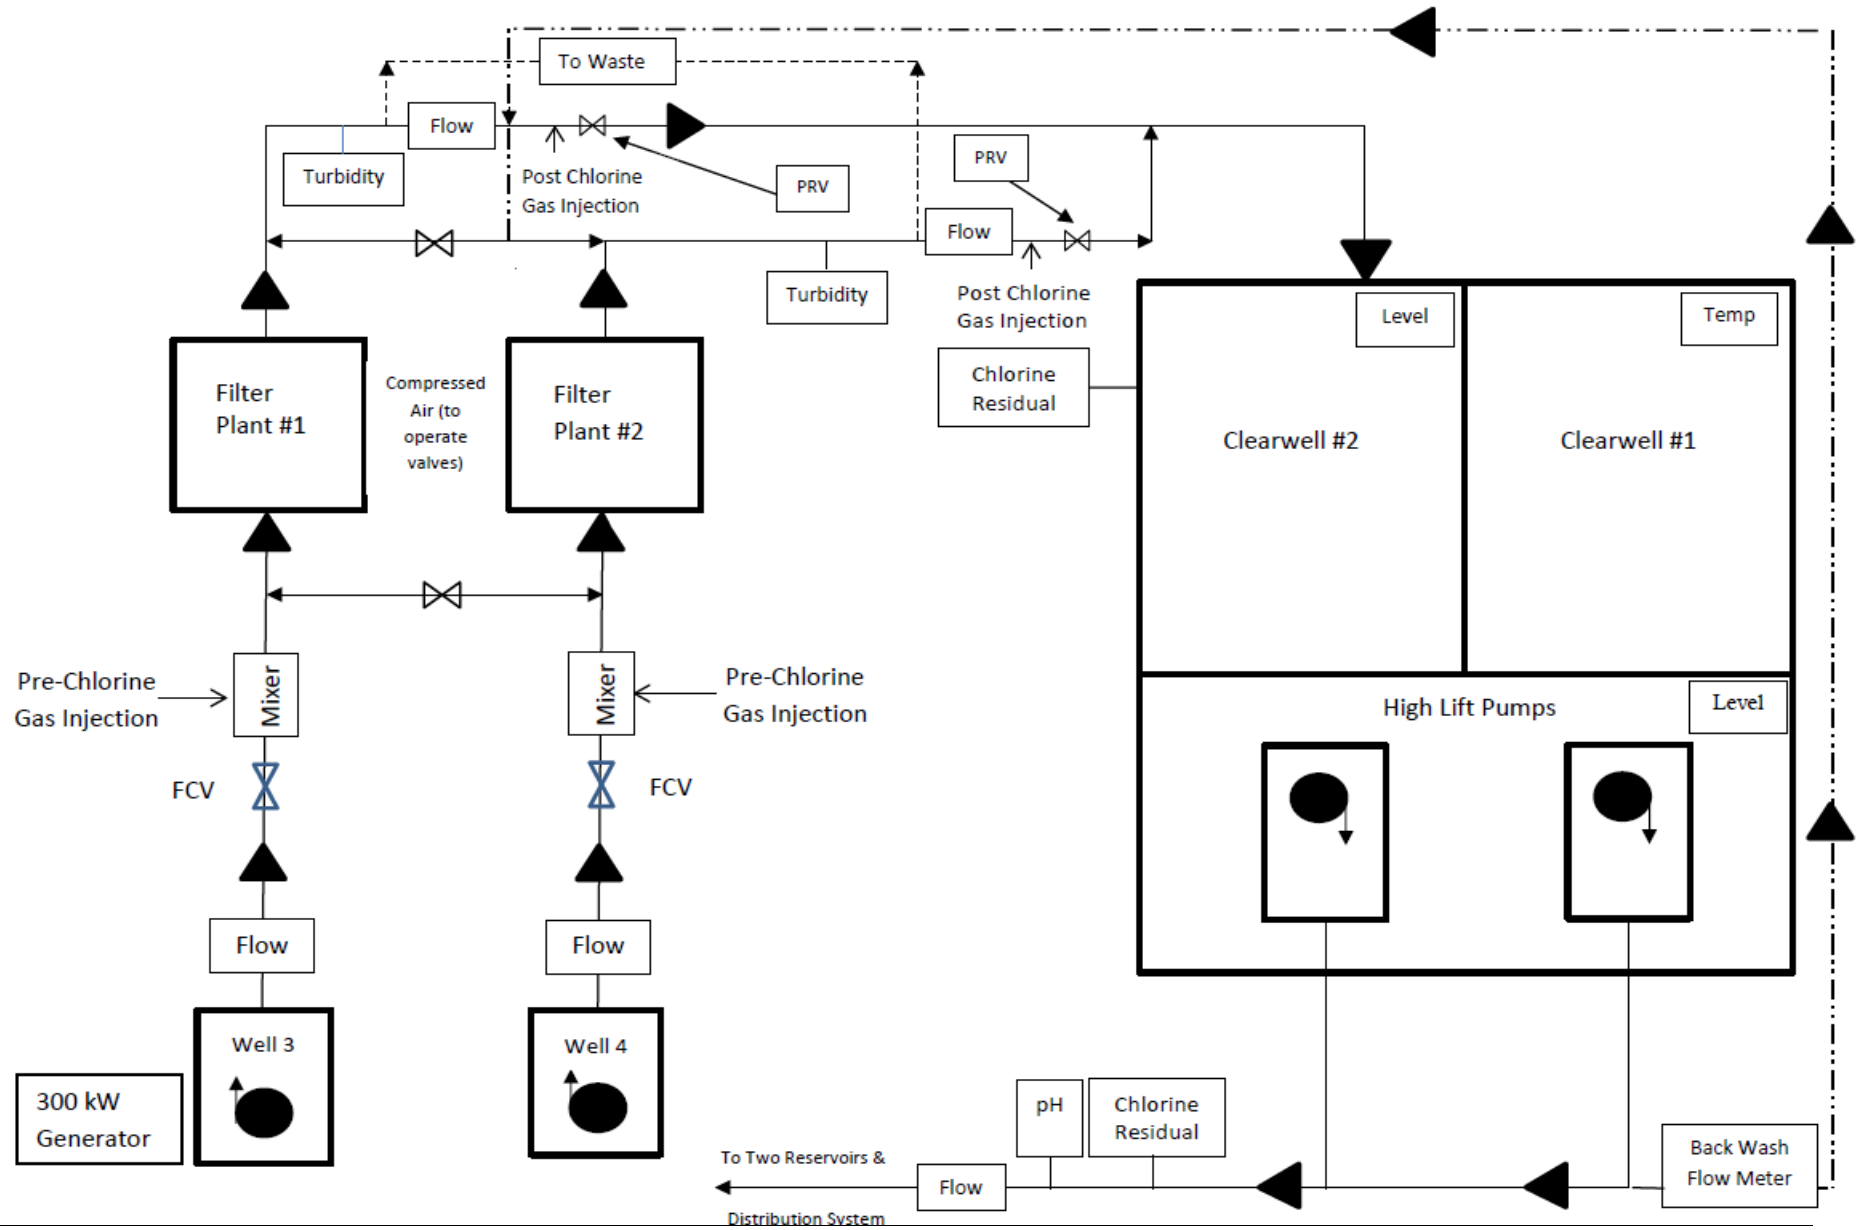 To Waste
Flow
Turbidity
Post Chlorine
Gas Injection
PRV
PRV
Flow
Turbidity
Post Chlorine
Gas Injection
Chlorine
Residual
Level
Temp
Filter
Plant #1
Compressed
Air (to
operate
valves)
Filter
Plant #2
Clearwell #2
Clearwell #1
Pre-Chlorine
Gas Injection
Mixer
Mixer
Pre-Chlorine
Gas Injection
High Lift Pumps
Level
FCV
FCV
Flow
Flow
Well 3
Well 4
300 kW
Generator
pH
Chlorine
Residual
To Two Reservoirs &
Distribution System
Flow
Back Wash
Flow Meter